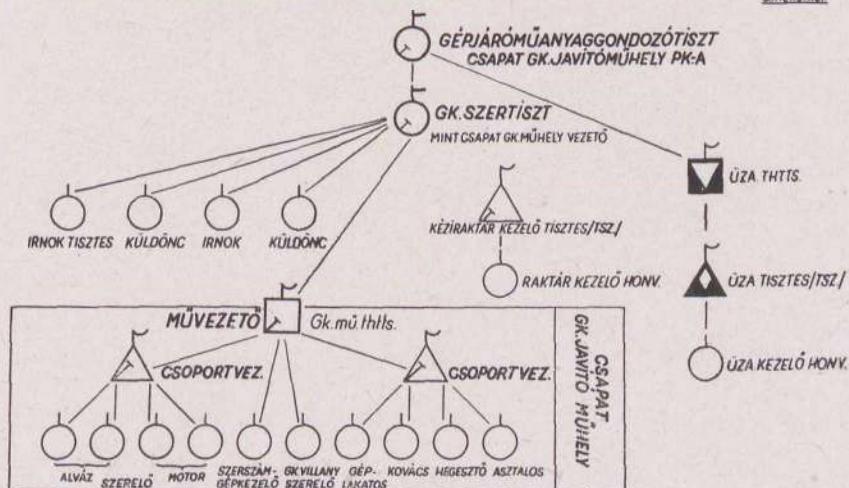 GÉPJÁRÓMŰANYAGGONDOZÓTISZT
CSAPAT GK.JAVÍTÓMŰHELY PK-A
GK.SZERTISZT
MINT CSAPAT GK.MŰHELY VEZETŐ
ÜZA.THTTS.
IRNOK TISZTES KÜLDÖNC IRNOK KÜLDÖNC
KÉZIRAKTÁR KEZELŐ TISZTES/TSZ./
RAKTÁR KEZELŐ HONV.
ÜZA TISZTES/TSZ/
MŰVEZETŐ Gk.mű.thtts.
CSOPORTVEZ. CSOPORTVEZ.
CSAPAT
GK.JAVÍTÓ MŰHELY
ÜZA.KEZELŐ HONV.
ALVÁZ SZERELŐ MOTOR
SZERSZÁM-
GÉPKEZELŐ
GK.VILLANY
SZERELŐ
GÉP-
LAKATOS
KOVÁCS HEGESZTŐ ASZTALOS